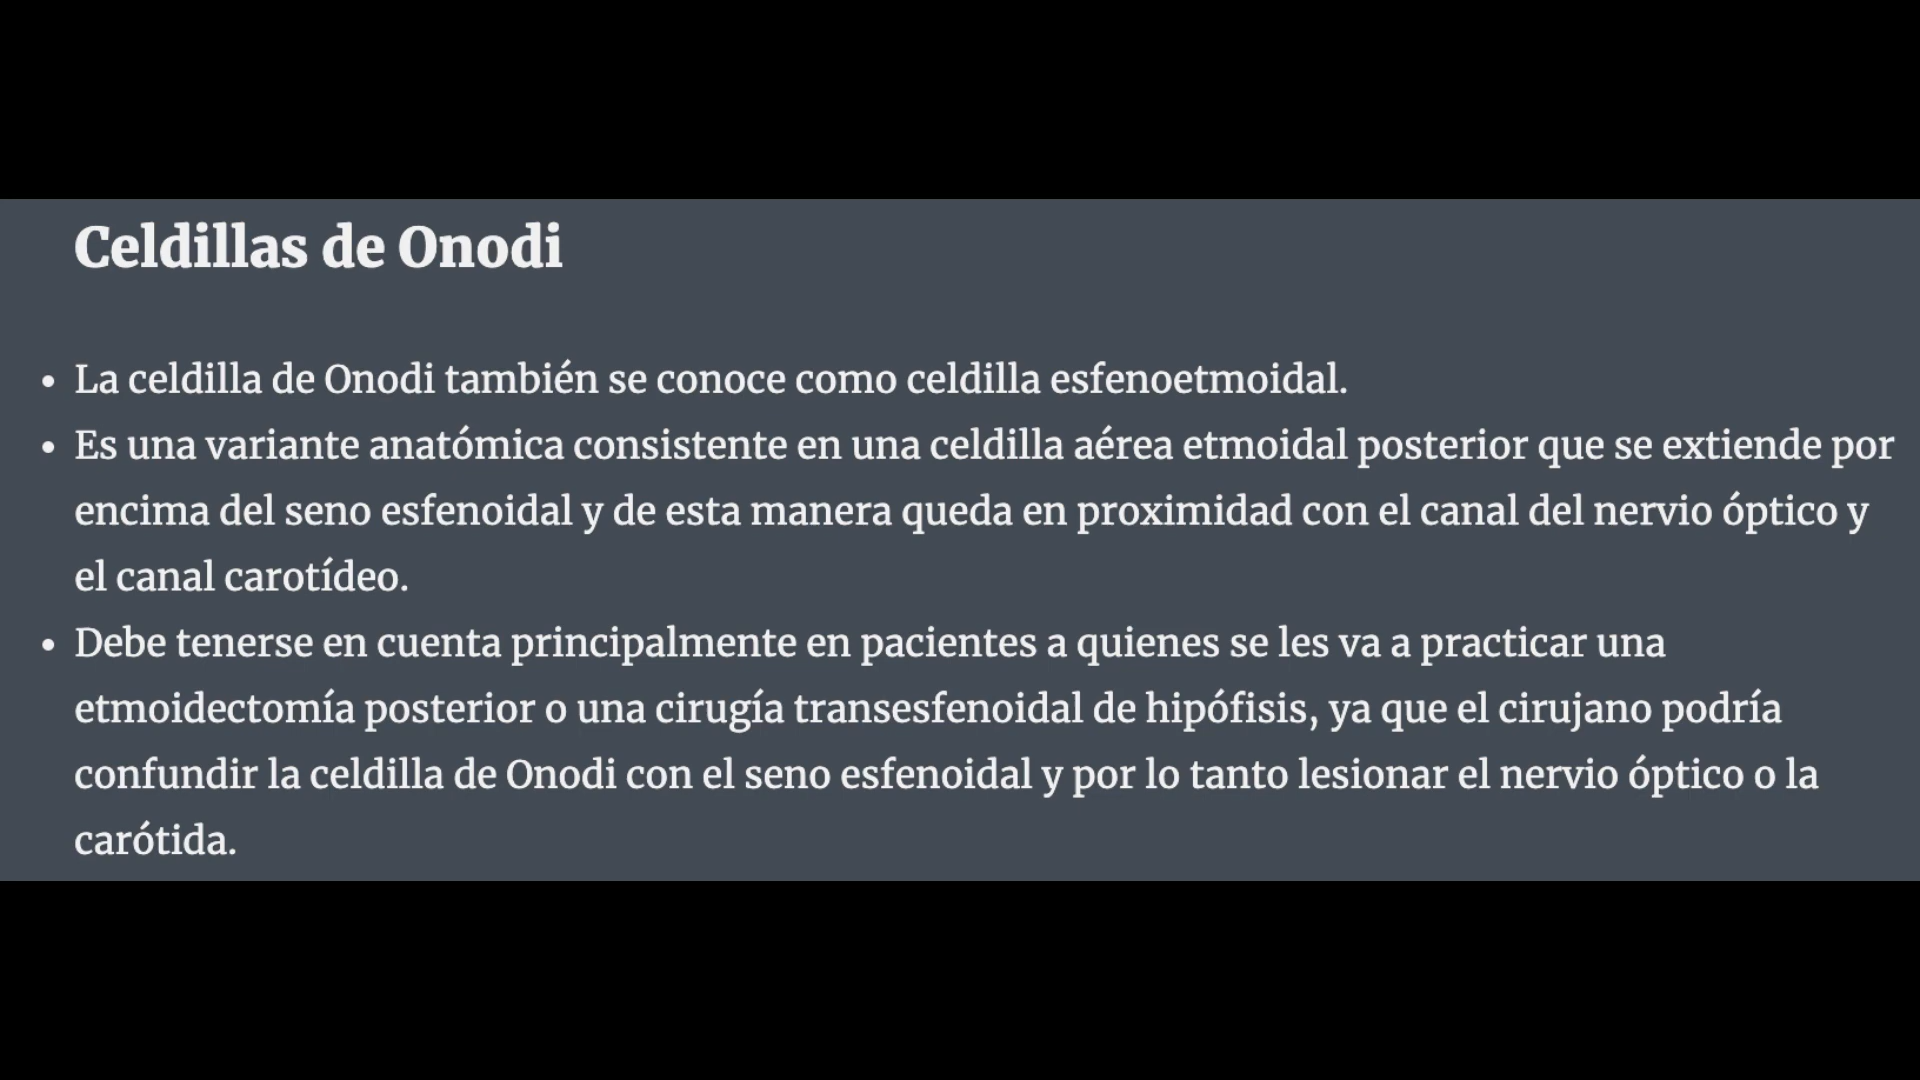 Celdillas de Onodi
• La celdilla de Onodi también se conoce como celdilla esfenoetmoidal.
• Es una variante anatómica consistente en una celdilla aérea etmoidal posterior que se extiende por
encima del seno esfenoidal y de esta manera queda en proximidad con el canal del nervio óptico y
el canal carotídeo.
• Debe tenerse en cuenta principalmente en pacientes a quienes se les va a practicar una
etmoidectomía posterior o una cirugía transesfenoidal de hipófisis, ya que el cirujano podría
confundir la celdilla de Onodi con el seno esfenoidal y por lo tanto lesionar el nervio óptico o la
carótida.